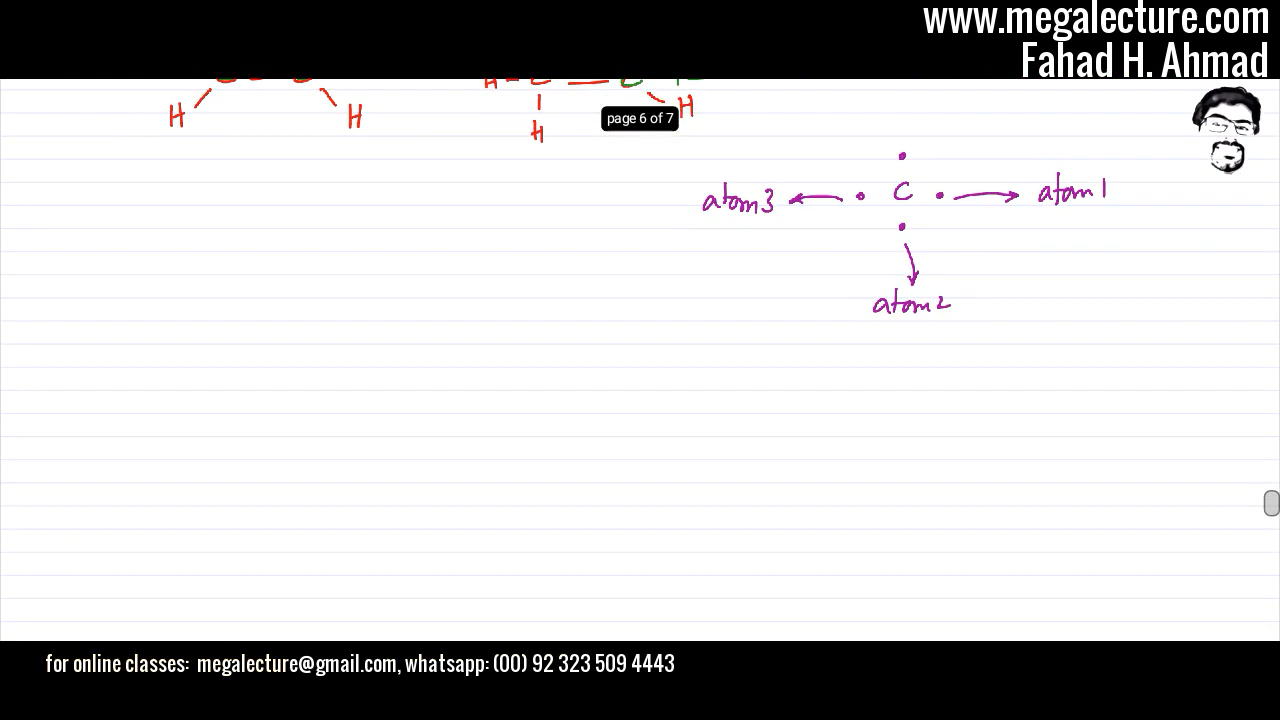 www.megalecture.com
Fahad H. Ahmad
H — C — C
H H H H
page 6 of 7
atom3 C atom1
atom2
for online classes: megalecture@gmail.com, whatsapp: (00) 92 323 509 4443